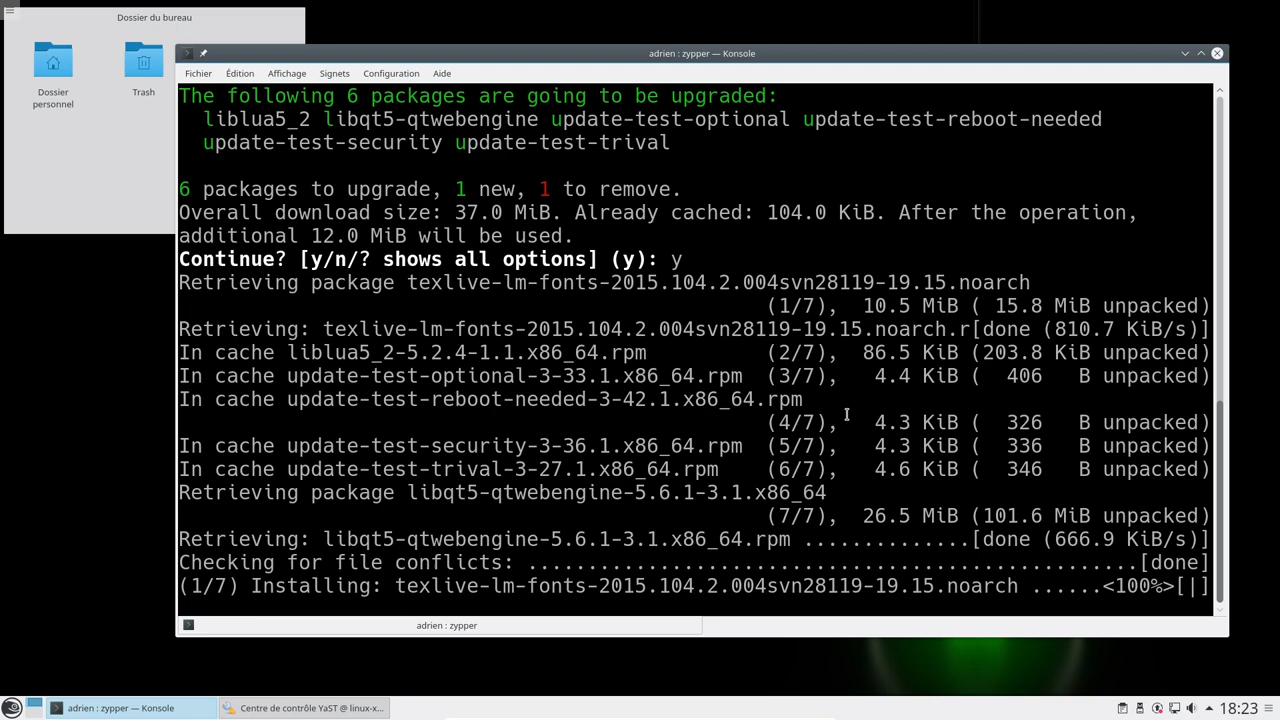 Dossier du bureau
Dossier
personnel
Trash
adrien : zypper — Konsole
Fichier Édition Affichage Signets Configuration Aide
The following 6 packages are going to be upgraded:
liblua5_2 libqt5-qtwebengine update-test-optional update-test-reboot-needed
update-test-security update-test-trival
6 packages to upgrade, 1 new, 1 to remove.
Overall download size: 37.0 MiB. Already cached: 104.0 KiB. After the operation,
additional 12.0 MiB will be used.
Continue? [y/n/? shows all options] (y): y
Retrieving package texlive-lm-fonts-2015.104.2.004svn28119-19.15.noarch
(1/7), 10.5 MiB ( 15.8 MiB unpacked)
Retrieving: texlive-lm-fonts-2015.104.2.004svn28119-19.15.noarch.r[done (810.7 KiB/s)]
In cache liblua5_2-5.2.4-1.1.x86_64.rpm (2/7), 86.5 KiB (203.8 KiB unpacked)
In cache update-test-optional-3-33.1.x86_64.rpm (3/7), 4.4 KiB ( 406 B unpacked)
In cache update-test-reboot-needed-3-42.1.x86_64.rpm
(4/7), 4.3 KiB ( 326 B unpacked)
In cache update-test-security-3-36.1.x86_64.rpm (5/7), 4.3 KiB ( 336 B unpacked)
In cache update-test-trival-3-27.1.x86_64.rpm (6/7), 4.6 KiB ( 346 B unpacked)
Retrieving package libqt5-qtwebengine-5.6.1-3.1.x86_64
(7/7), 26.5 MiB (101.6 MiB unpacked)
Retrieving: libqt5-qtwebengine-5.6.1-3.1.x86_64.rpm ..............[done (666.9 KiB/s)]
Checking for file conflicts: ...................................................[done]
(1/7) Installing: texlive-lm-fonts-2015.104.2.004svn28119-19.15.noarch ......<100%>[|]
adrien : zypper
adrien : zypper — Konsole
Centre de contrôle YaST @ linux-x...
18:23